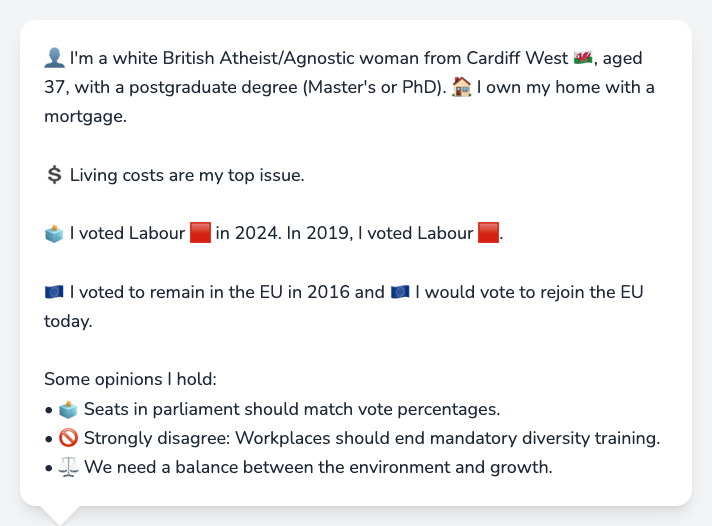 👤 I'm a white British Atheist/Agnostic woman from Cardiff West 🏴󠁧󠁢󠁷󠁬󠁳󠁿, aged
37, with a postgraduate degree (Master's or PhD). 🏠 I own my home with a
mortgage.
💲 Living costs are my top issue.
🗳️ I voted Labour 🟥 in 2024. In 2019, I voted Labour 🟥.
🇪🇺 I voted to remain in the EU in 2016 and 🇪🇺 I would vote to rejoin the EU
today.
Some opinions I hold:
• 🗳️ Seats in parliament should match vote percentages.
• 🚫 Strongly disagree: Workplaces should end mandatory diversity training.
• ⚖️ We need a balance between the environment and growth.